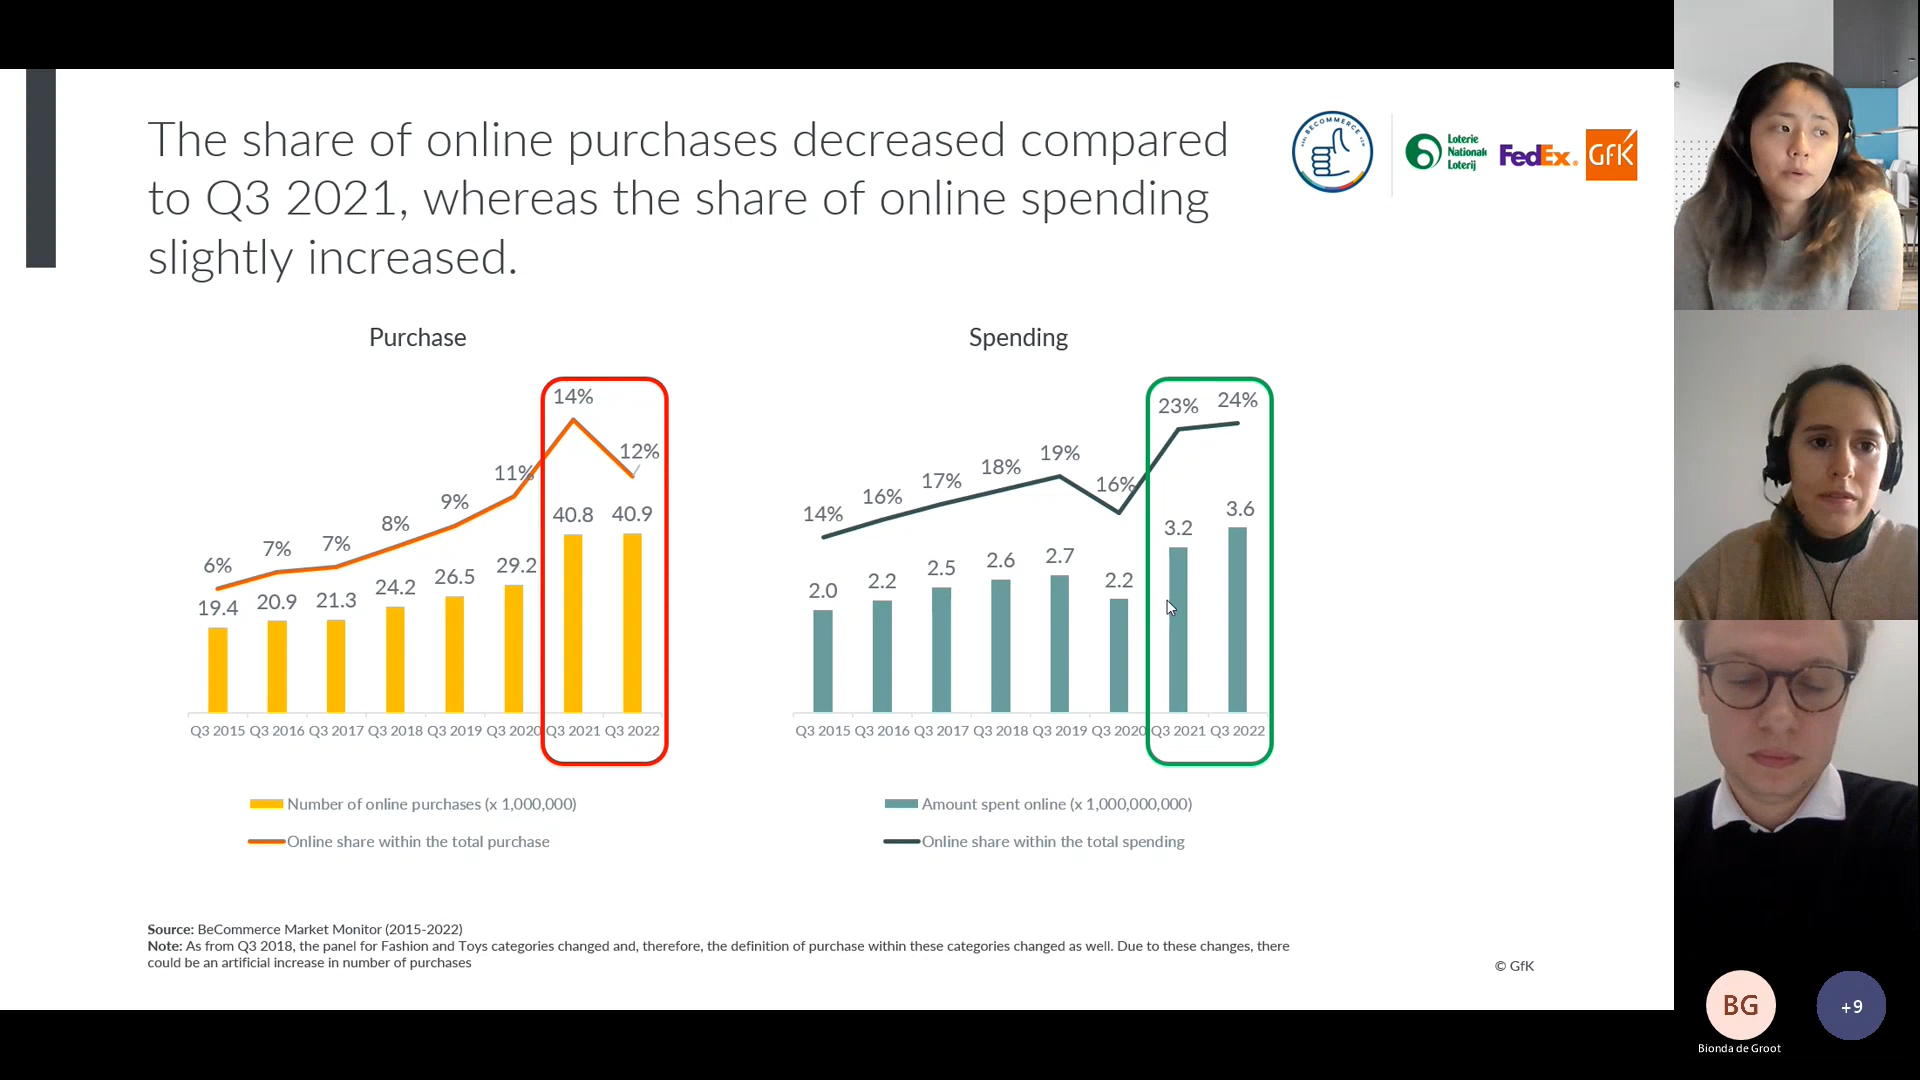 The share of online purchases decreased compared
to Q3 2021, whereas the share of online spending
slightly increased.
BECOMMERCE
Loterie
Nationale
Loterij
FedEx®
GfK
Purchase
14%
12%
11%
9%
8%
7%
7%
6%
40.8
40.9
29.2
26.5
24.2
21.3
20.9
19.4
Q3 2015 Q3 2016 Q3 2017 Q3 2018 Q3 2019 Q3 2020 Q3 2021 Q3 2022
Number of online purchases (x 1,000,000)
Online share within the total purchase
Spending
24%
23%
19%
18%
17%
16%
16%
14%
3.6
3.2
2.7
2.6
2.5
2.2
2.2
2.0
Q3 2015 Q3 2016 Q3 2017 Q3 2018 Q3 2019 Q3 2020 Q3 2021 Q3 2022
Amount spent online (x 1,000,000,000)
Online share within the total spending
Source: BeCommerce Market Monitor (2015-2022)
Note: As from Q3 2018, the panel for Fashion and Toys categories changed and, therefore, the definition of purchase within these categories changed as well. Due to these changes, there
could be an artificial increase in number of purchases
© GfK
BG
+9
Bionda de Groot